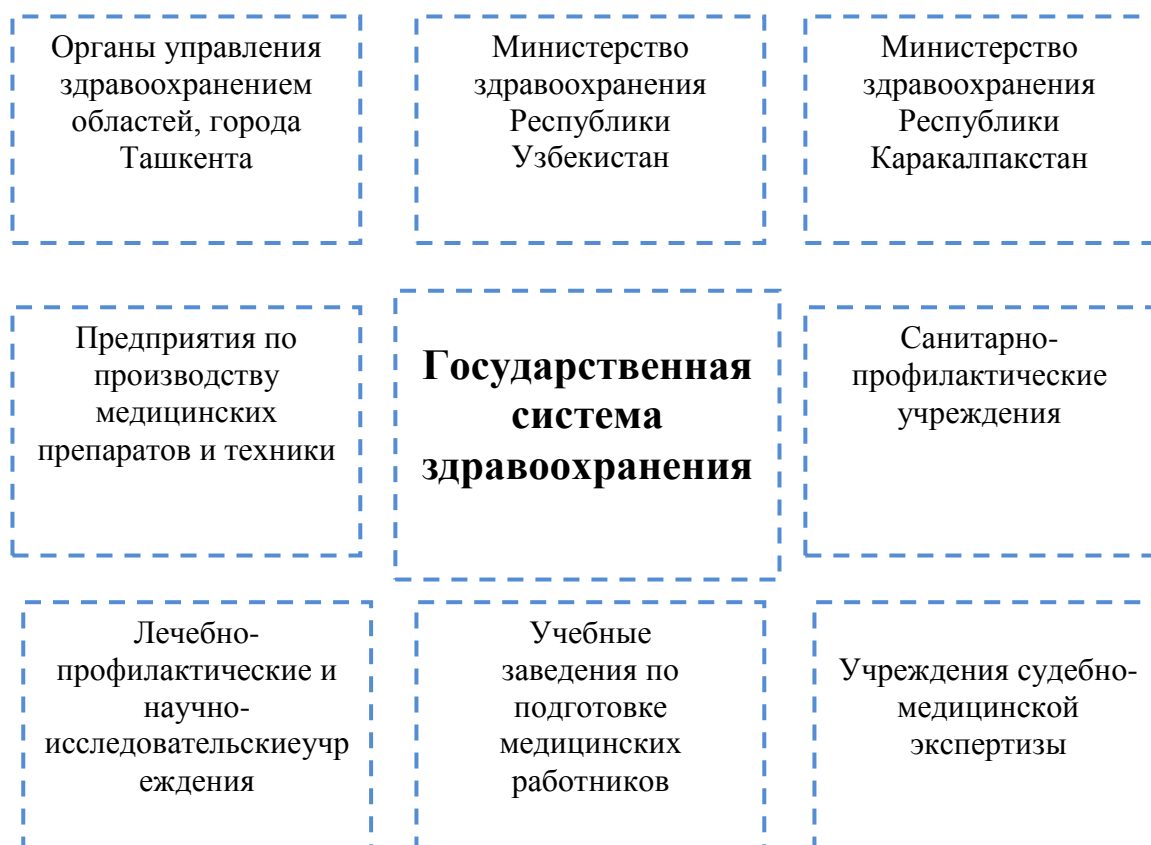 Органы управления
здравоохранением
областей, города
Ташкента
Министерство
здравоохранения
Республики
Узбекистан
Министерство
здравоохранения
Республики
Каракалпакстан
Предприятия по
производству
медицинских
препаратов и техники
Государственная
система
здравоохранения
Санитарно-
профилактические
учреждения
Лечебно-
профилактические и
научно-
исследовательскиеучр
еждения
Учебные
заведения по
подготовке
медицинских
работников
Учреждения судебно-
медицинской
экспертизы